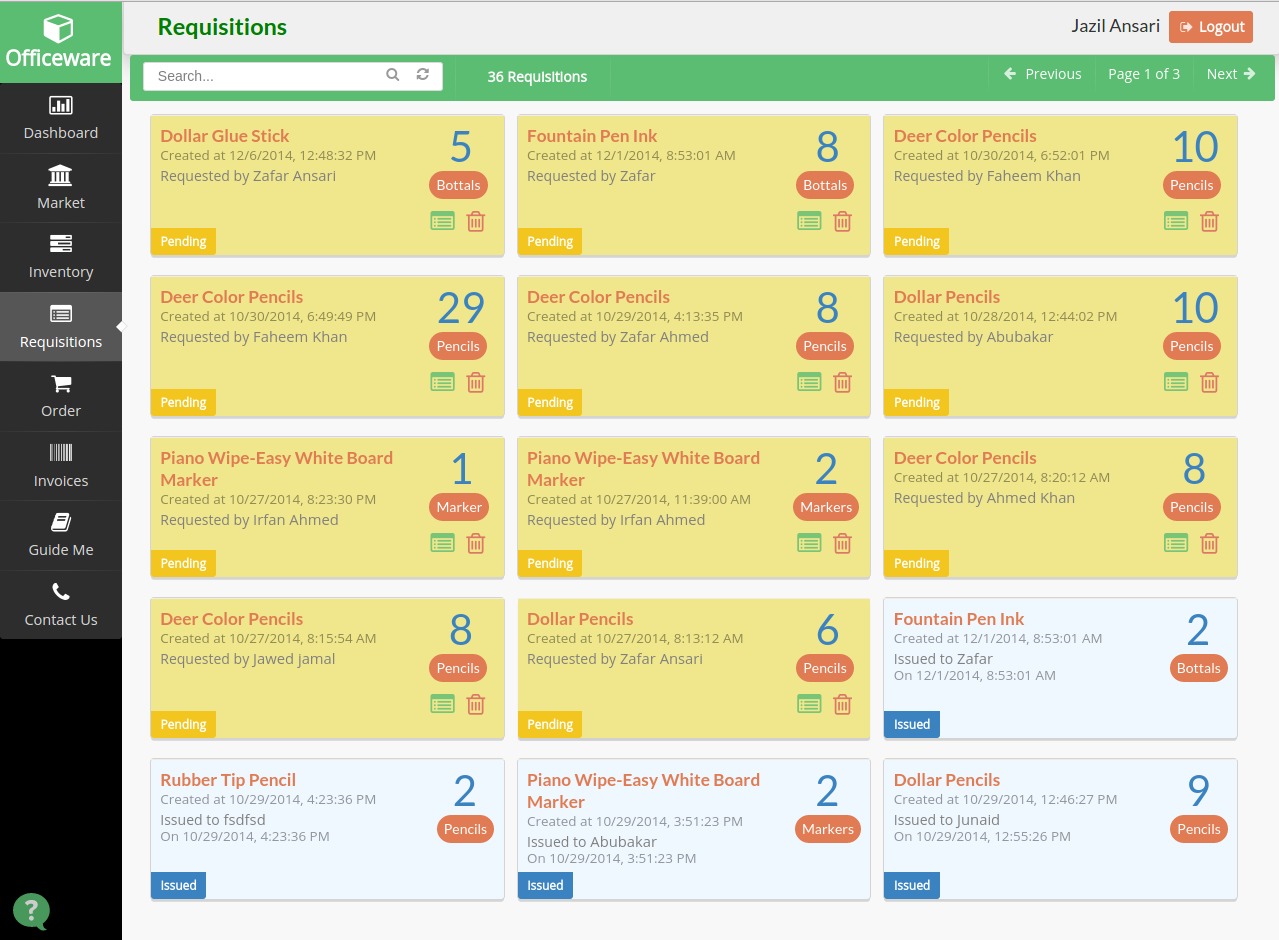 Officeware
Requisitions
Jazil Ansari
Logout
Search...
36 Requisitions
Previous
Page 1 of 3
Next
Dashboard
Market
Inventory
Requisitions
Order
Invoices
Guide Me
Contact Us
?
Dollar Glue Stick
Created at 12/6/2014, 12:48:32 PM
Requested by Zafar Ansari
5
Bottals
Pending
Fountain Pen Ink
Created at 12/1/2014, 8:53:01 AM
Requested by Zafar
8
Bottals
Pending
Deer Color Pencils
Created at 10/30/2014, 6:52:01 PM
Requested by Faheem Khan
10
Pencils
Pending
Deer Color Pencils
Created at 10/30/2014, 6:49:49 PM
Requested by Faheem Khan
29
Pencils
Pending
Deer Color Pencils
Created at 10/29/2014, 4:13:35 PM
Requested by Zafar Ahmed
8
Pencils
Pending
Dollar Pencils
Created at 10/28/2014, 12:44:02 PM
Requested by Abubakar
10
Pencils
Pending
Piano Wipe-Easy White Board
Marker
Created at 10/27/2014, 8:23:30 PM
Requested by Irfan Ahmed
1
Marker
Pending
Piano Wipe-Easy White Board
Marker
Created at 10/27/2014, 11:39:00 AM
Requested by Irfan Ahmed
2
Markers
Pending
Deer Color Pencils
Created at 10/27/2014, 8:20:12 AM
Requested by Ahmed Khan
8
Pencils
Pending
Deer Color Pencils
Created at 10/27/2014, 8:15:54 AM
Requested by Jawed jamal
8
Pencils
Pending
Dollar Pencils
Created at 10/27/2014, 8:13:12 AM
Requested by Zafar Ansari
6
Pencils
Pending
Fountain Pen Ink
Created at 12/1/2014, 8:53:01 AM
Issued to Zafar
On 12/1/2014, 8:53:01 AM
2
Bottals
Issued
Rubber Tip Pencil
Created at 10/29/2014, 4:23:36 PM
Issued to fsdfsd
On 10/29/2014, 4:23:36 PM
2
Pencils
Issued
Piano Wipe-Easy White Board
Marker
Created at 10/29/2014, 3:51:23 PM
Issued to Abubakar
On 10/29/2014, 3:51:23 PM
2
Markers
Issued
Dollar Pencils
Created at 10/29/2014, 12:46:27 PM
Issued to Junaid
On 10/29/2014, 12:55:26 PM
9
Pencils
Issued